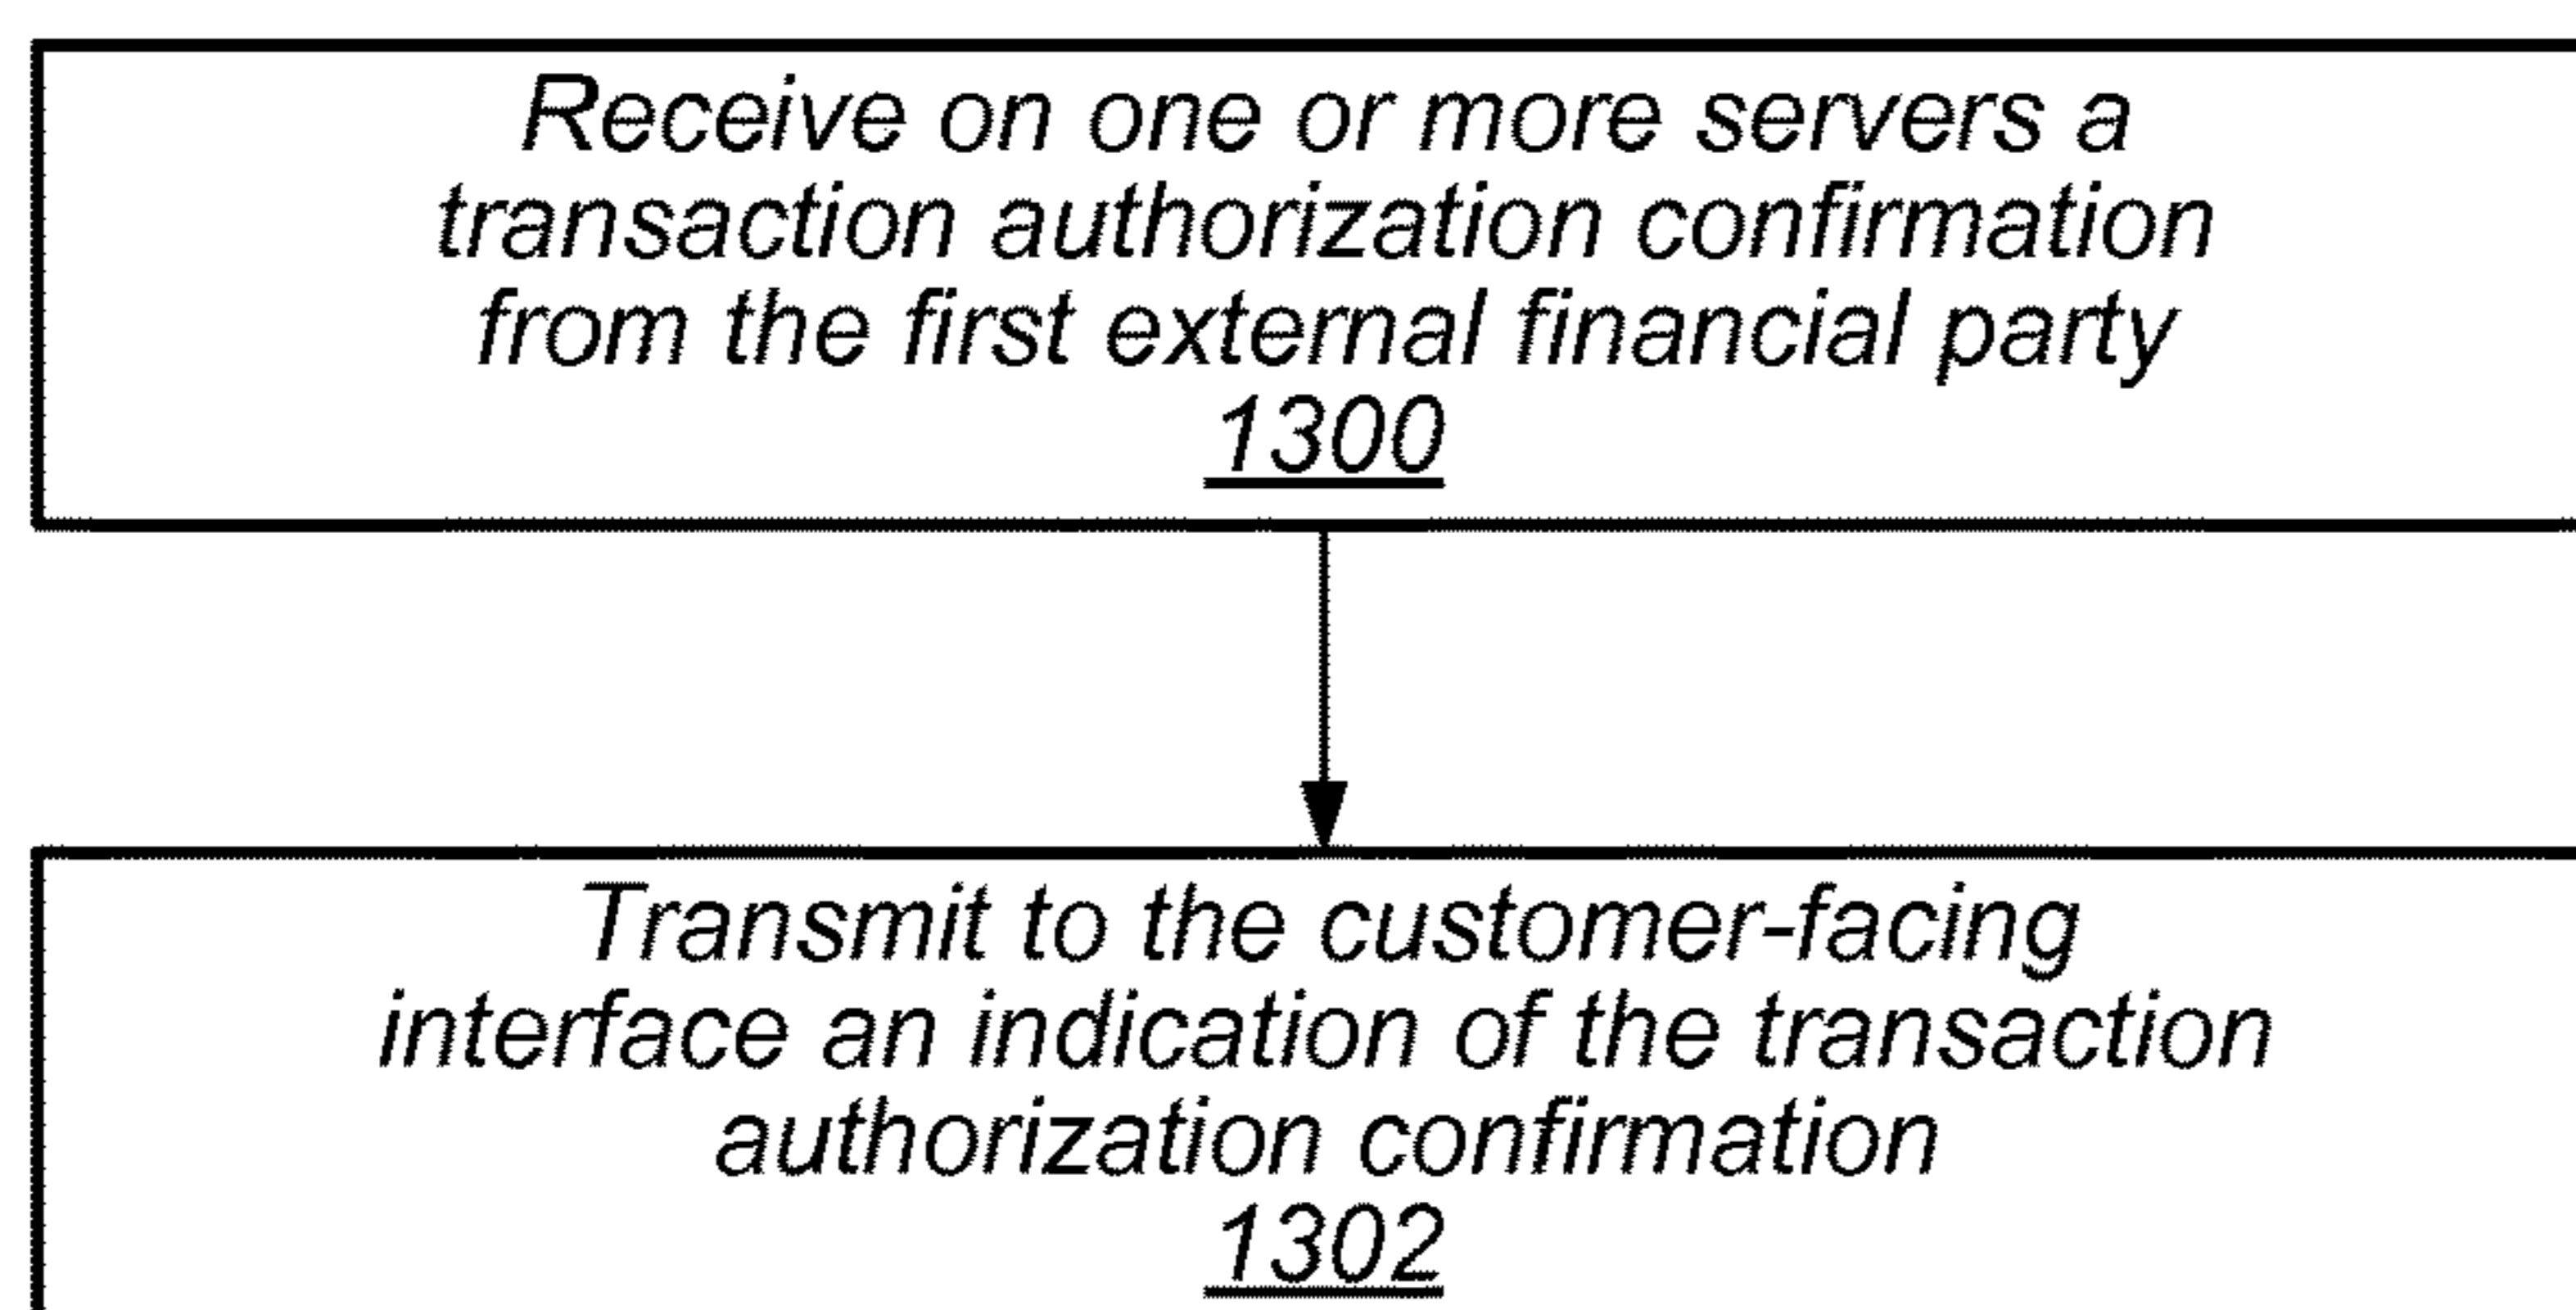 Receive on one or more servers a
transaction authorization confirmation
from the first external financial party
1300
Transmit to the customer-facing
interface an indication of the transaction
authorization confirmation
1302